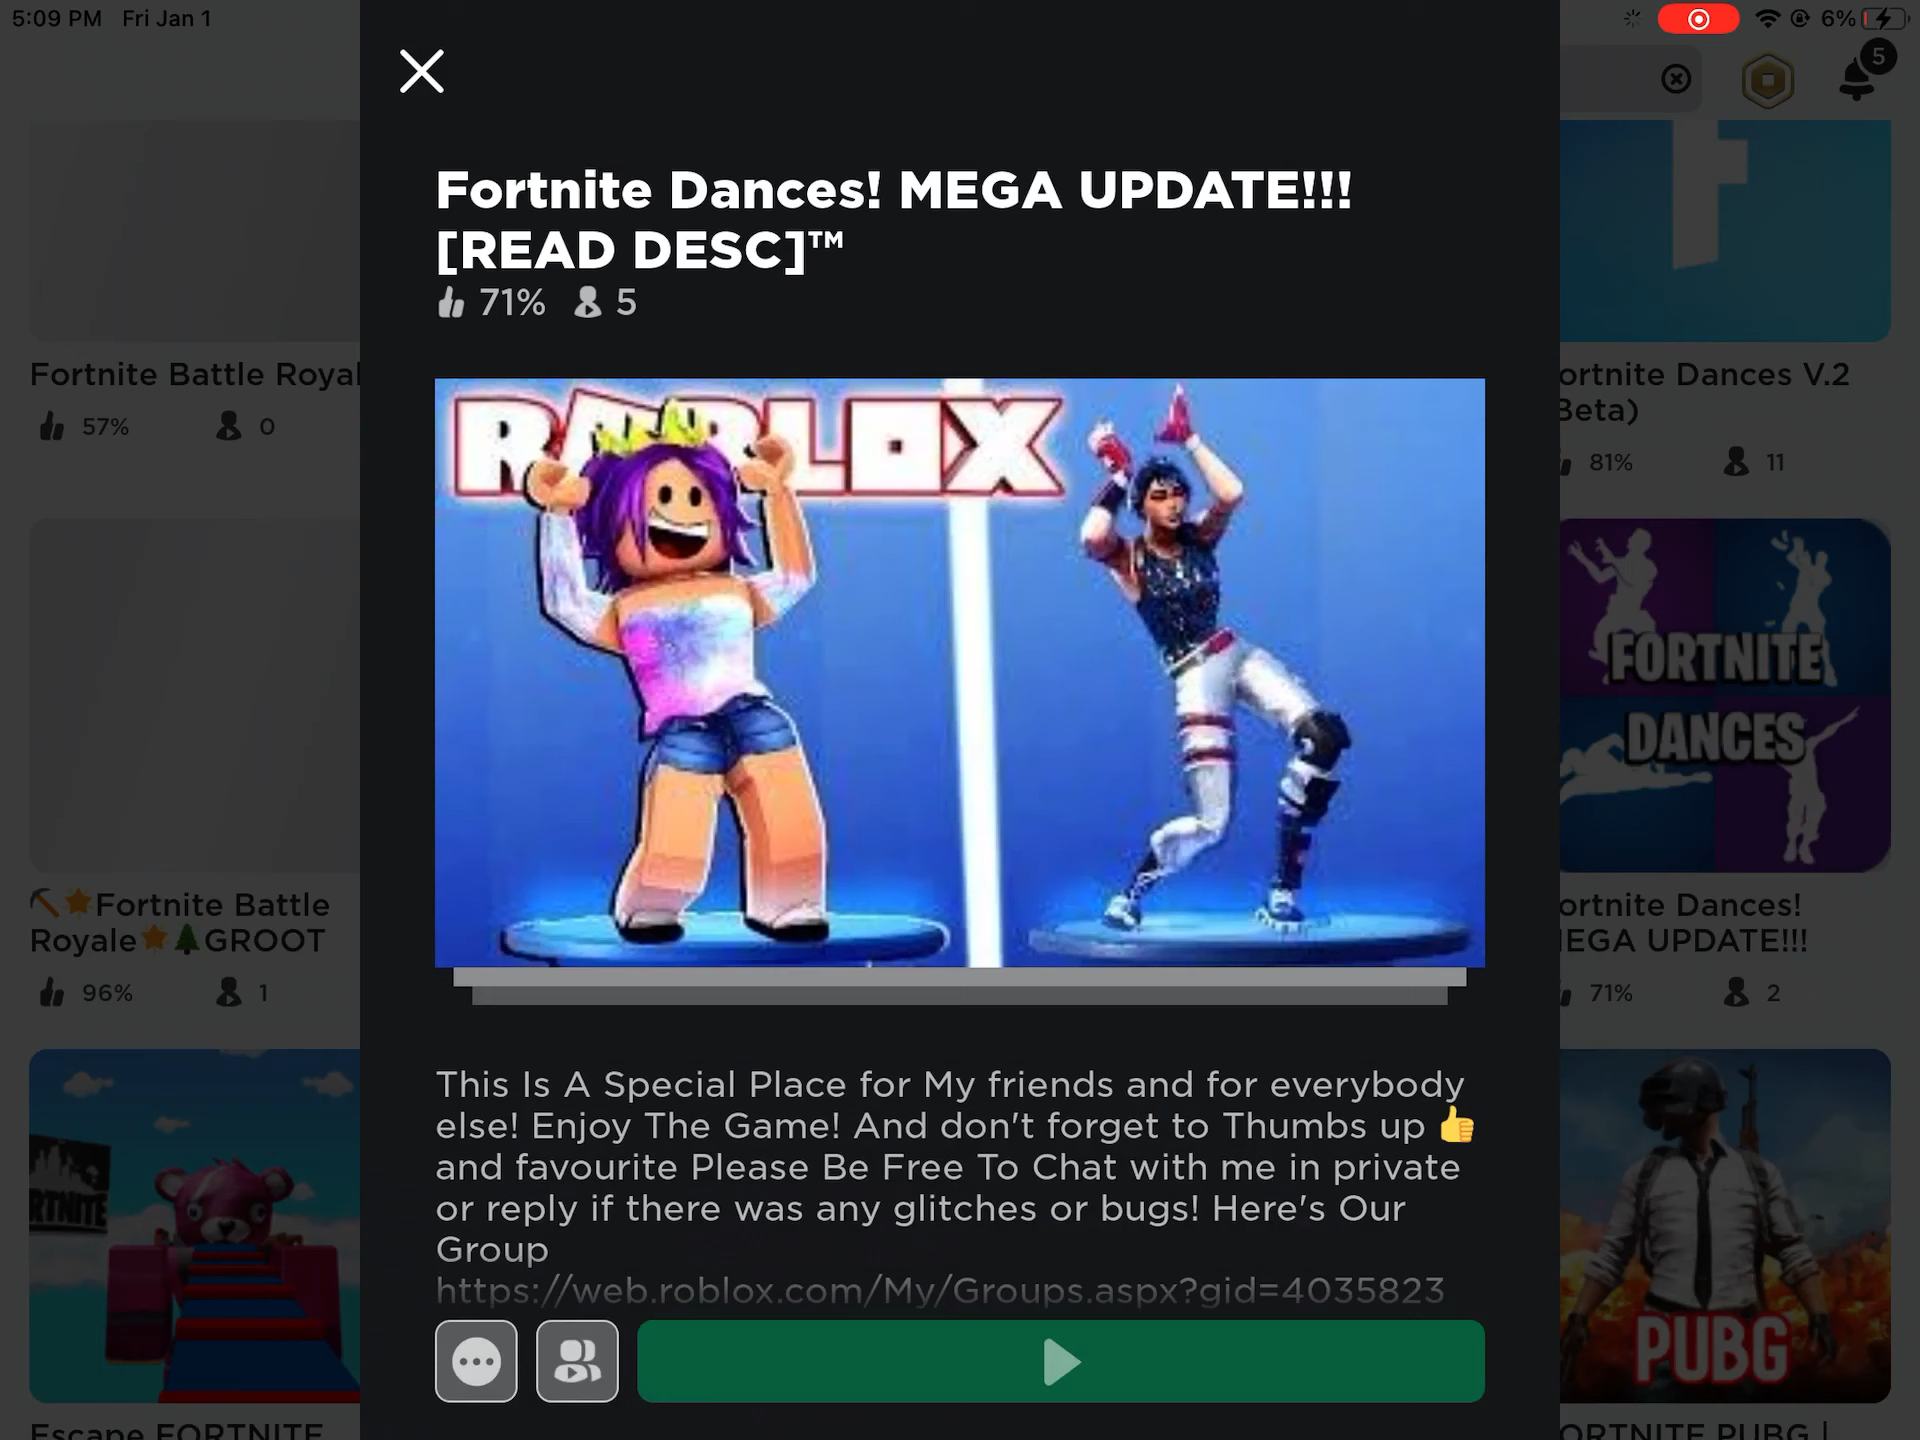 5:09 PM Fri Jan 1
6%
5
Fortnite Dances! MEGA UPDATE!!!
[READ DESC]™
71% 5
ROBLOX
This Is A Special Place for My friends and for everybody
else! Enjoy The Game! And don't forget to Thumbs up 👍
and favourite Please Be Free To Chat with me in private
or reply if there was any glitches or bugs! Here's Our
Group
https://web.roblox.com/My/Groups.aspx?gid=4035823
Fortnite Battle Royal
57% 0
⛏️⭐Fortnite Battle
Royale🍁🌲GROOT
96% 1
RTNITE
Escape FORTNITE
F
ortnite Dances V.2
Beta)
81% 11
FORTNITE
DANCES
ortnite Dances!
MEGA UPDATE!!!
71% 2
PUBG
ORTNITE PUBG |